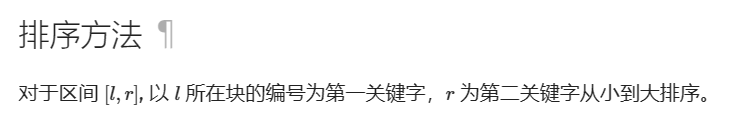 排序方法 ¶
对于区间 [l, r], 以 l 所在块的编号为第一关键字，r 为第二关键字从小到大排序。